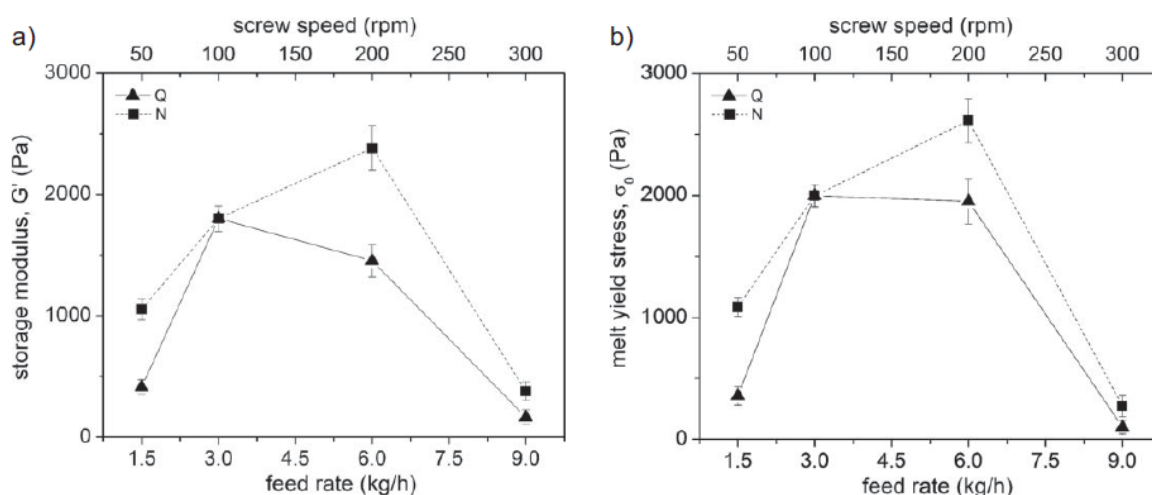 a)
screw speed (rpm)
50 100 150 200 250 300
3000
2000
1000
0
storage modulus, G' (Pa)
Q
N
1.5 3.0 4.5 6.0 7.5 9.0
feed rate (kg/h)
b)
screw speed (rpm)
50 100 150 200 250 300
3000
2000
1000
0
melt yield stress, σ₀ (Pa)
Q
N
1.5 3.0 4.5 6.0 7.5 9.0
feed rate (kg/h)